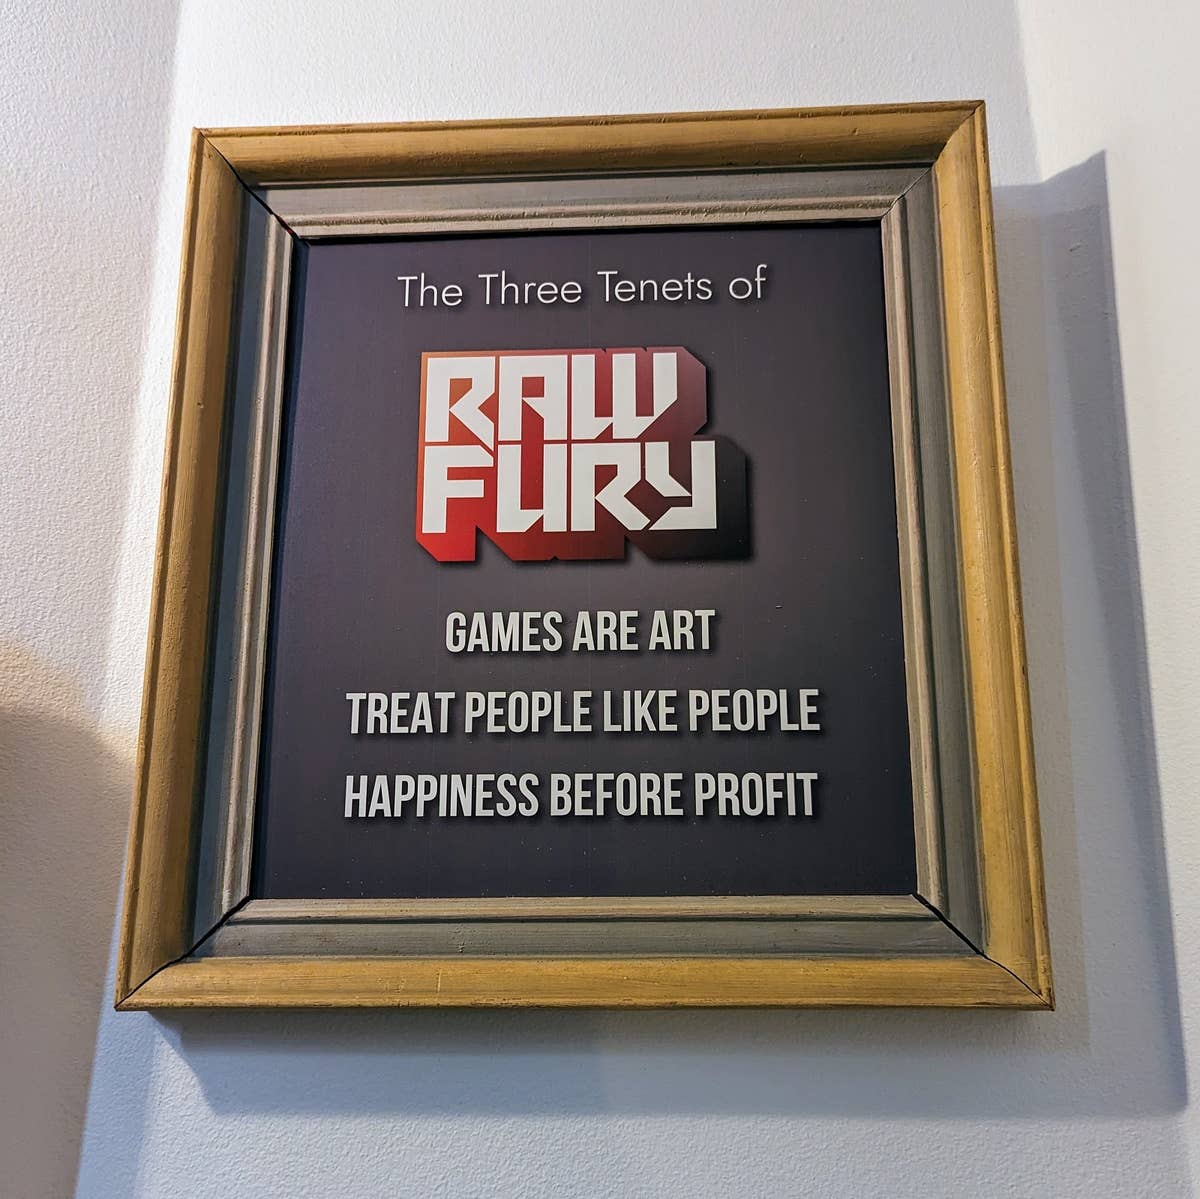 The Three Tenets of
RAW
FURY
GAMES ARE ART
TREAT PEOPLE LIKE PEOPLE
HAPPINESS BEFORE PROFIT